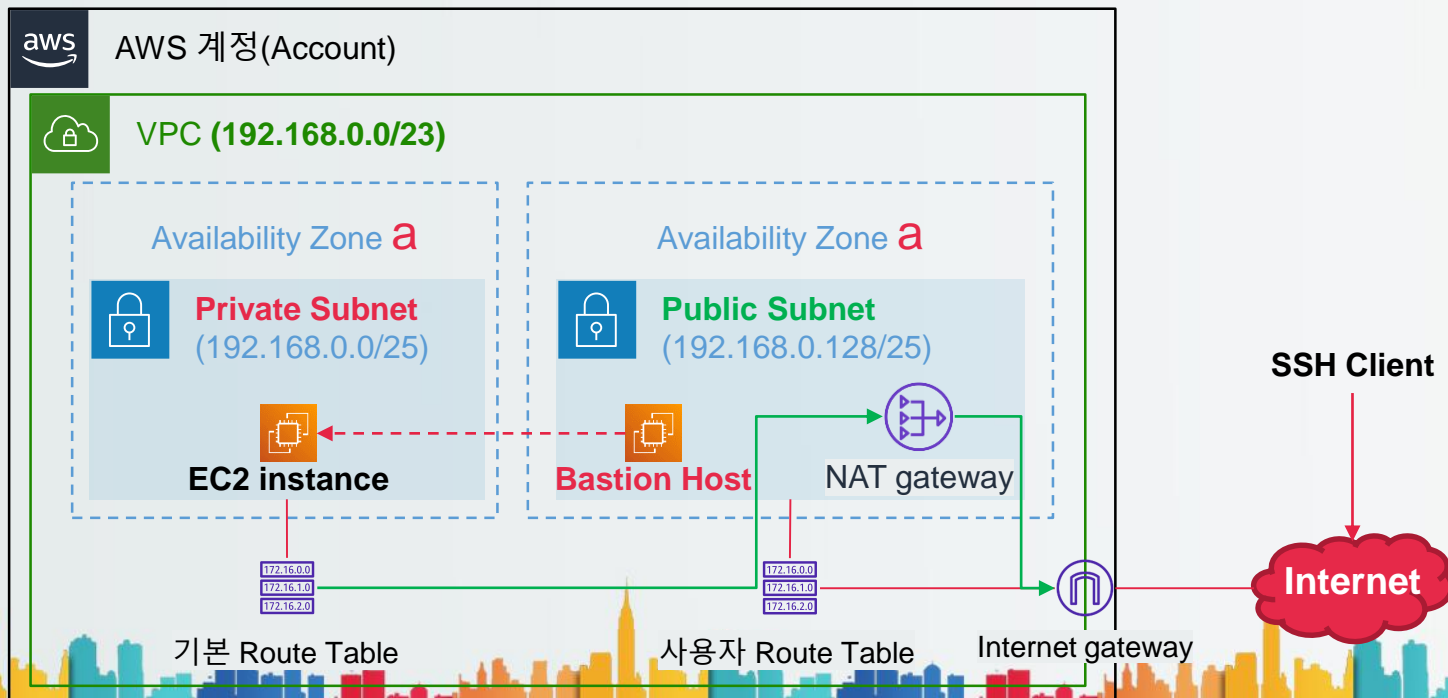 aws
AWS 계정(Account)
VPC (192.168.0.0/23)
Availability Zone a
Private Subnet
(192.168.0.0/25)
EC2 instance
Availability Zone a
Public Subnet
(192.168.0.128/25)
Bastion Host
NAT gateway
172.16.0.0
172.16.1.0
172.16.2.0
기본 Route Table
172.16.0.0
172.16.1.0
172.16.2.0
사용자 Route Table
Internet gateway
SSH Client
Internet